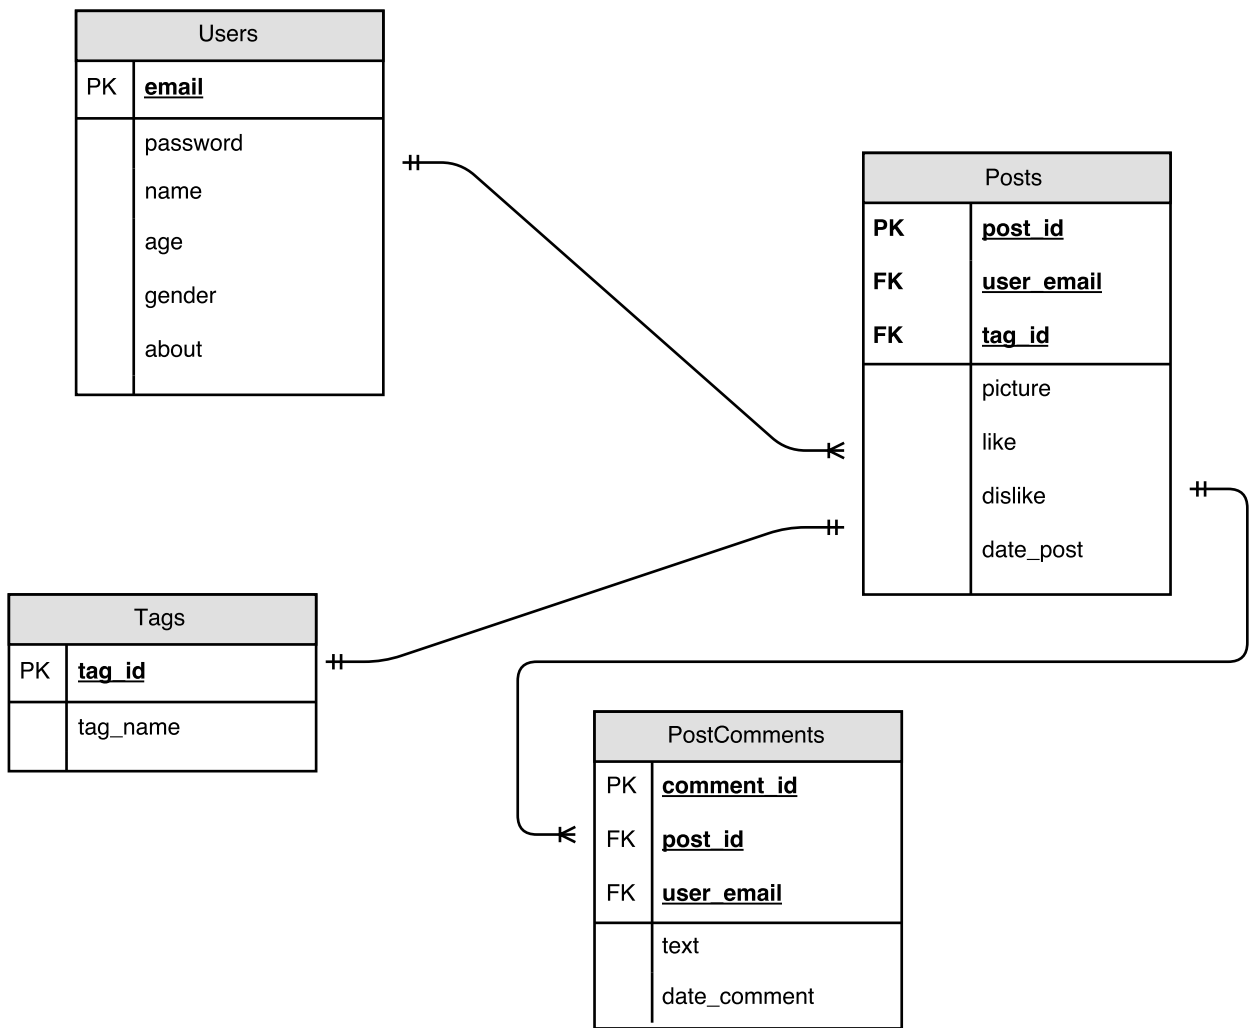 Users
PK email
password
name
age
gender
about
Posts
PK post_id
FK user_email
FK tag_id
picture
like
dislike
date_post
Tags
PK tag_id
tag_name
PostComments
PK comment_id
FK post_id
FK user_email
text
date_comment